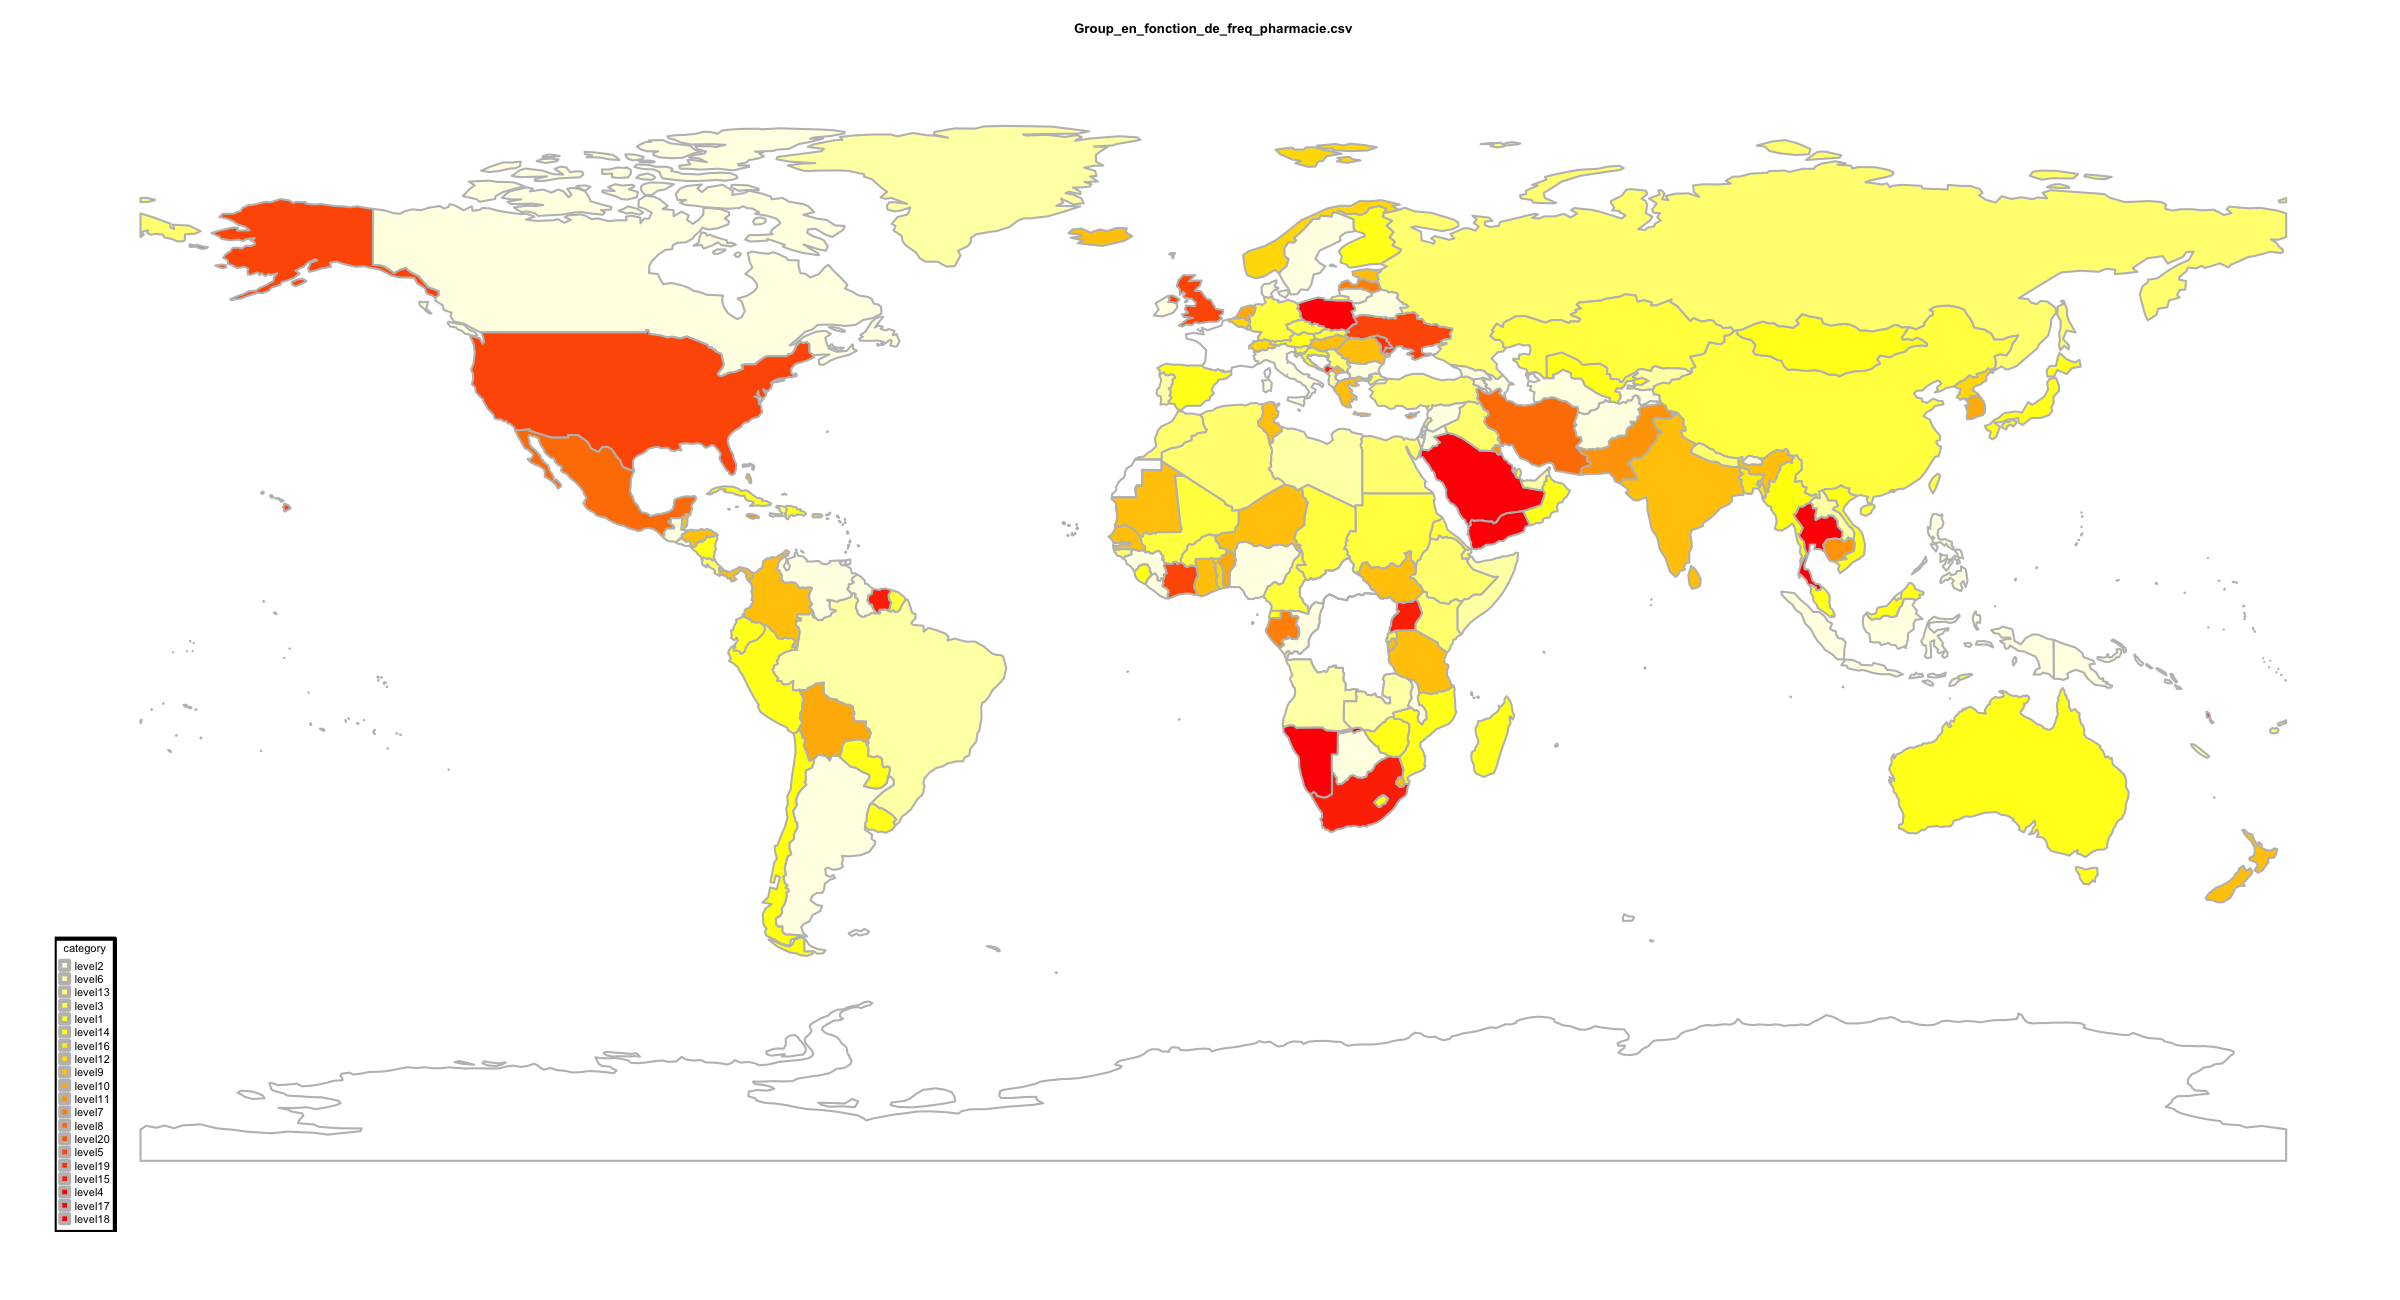 Group_en_fonction_de_freq_pharmacie.csv
category
level2
level6
level13
level3
level1
level14
level16
level12
level9
level10
level11
level7
level8
level20
level5
level19
level15
level4
level17
level18